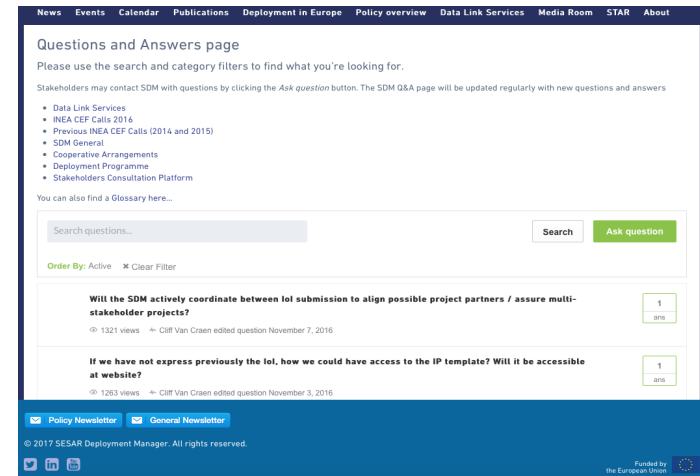 News Events Calendar Publications Deployment in Europe Policy overview Data Link Services Media Room STAR About
Questions and Answers page
Please use the search and category filters to find what you're looking for.
Stakeholders may contact SDM with questions by clicking the Ask question button. The SDM Q&A page will be updated regularly with new questions and answers
Data Link Services
INEA CEF Calls 2016
Previous INEA CEF Calls (2014 and 2015)
SDM General
Cooperative Arrangements
Deployment Programme
Stakeholders Consultation Platform
You can also find a Glossary here...
Search questions...
Search
Ask question
Order By: Active ✖ Clear Filter
Will the SDM actively coordinate between IoI submission to align possible project partners / assure multi-
stakeholder projects?
1321 views Cliff Van Craen edited question November 7, 2016
1
ans
If we have not express previously the IoI, how we could have access to the IP template? Will it be accessible
at website?
1263 views Cliff Van Craen edited question November 3, 2016
1
ans
Policy Newsletter General Newsletter
© 2017 SESAR Deployment Manager. All rights reserved.
Funded by
the European Union